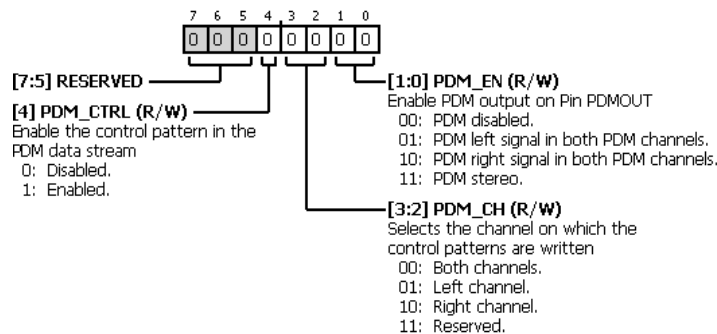 7 6 5 4 3 2 1 0
0 0 0 0 0 0 0 0
[7:5] RESERVED
[4] PDM_CTRL (R/W)
Enable the control pattern in the
PDM data stream
0: Disabled.
1: Enabled.
[1:0] PDM_EN (R/W)
Enable PDM output on Pin PDMOUT
00: PDM disabled.
01: PDM left signal in both PDM channels.
10: PDM right signal in both PDM channels.
11: PDM stereo.
[3:2] PDM_CH (R/W)
Selects the channel on which the
control patterns are written
00: Both channels.
01: Left channel.
10: Right channel.
11: Reserved.